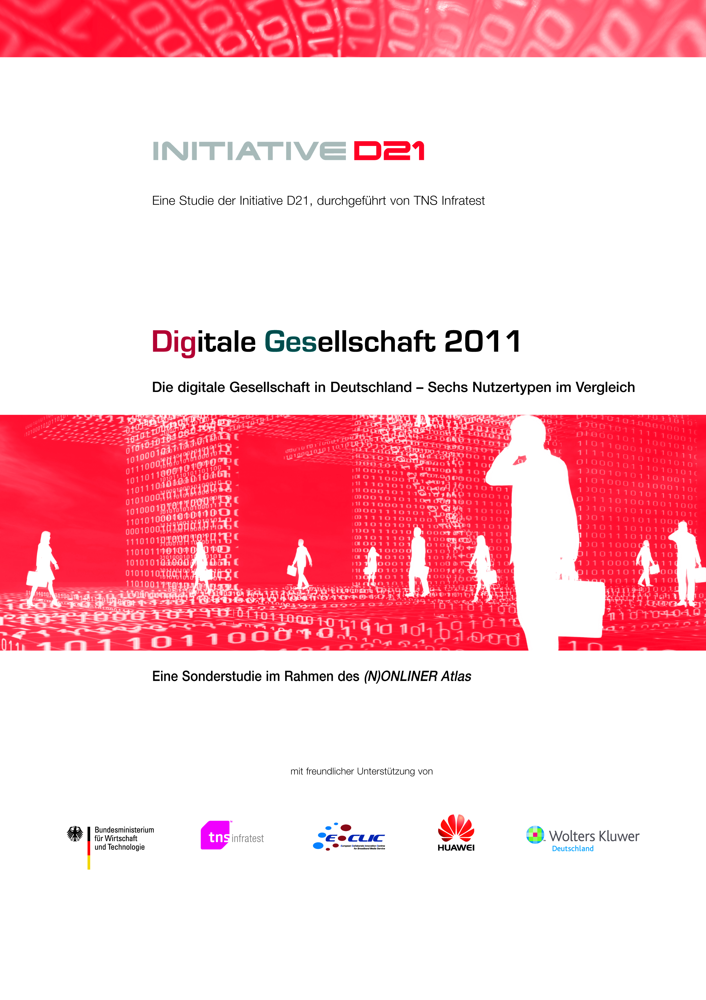 INITIATIVE D21
Eine Studie der Initiative D21, durchgeführt von TNS Infratest
Digitale Gesellschaft 2011
Die digitale Gesellschaft in Deutschland – Sechs Nutzertypen im Vergleich
Eine Sonderstudie im Rahmen des (N)ONLINER Atlas
mit freundlicher Unterstützung von
Bundesministerium
für Wirtschaft
und Technologie
tns infratest
E-CLIC
European Collaborate Innovation Centres
for Broadband Media Service
HUAWEI
Wolters Kluwer
Deutschland